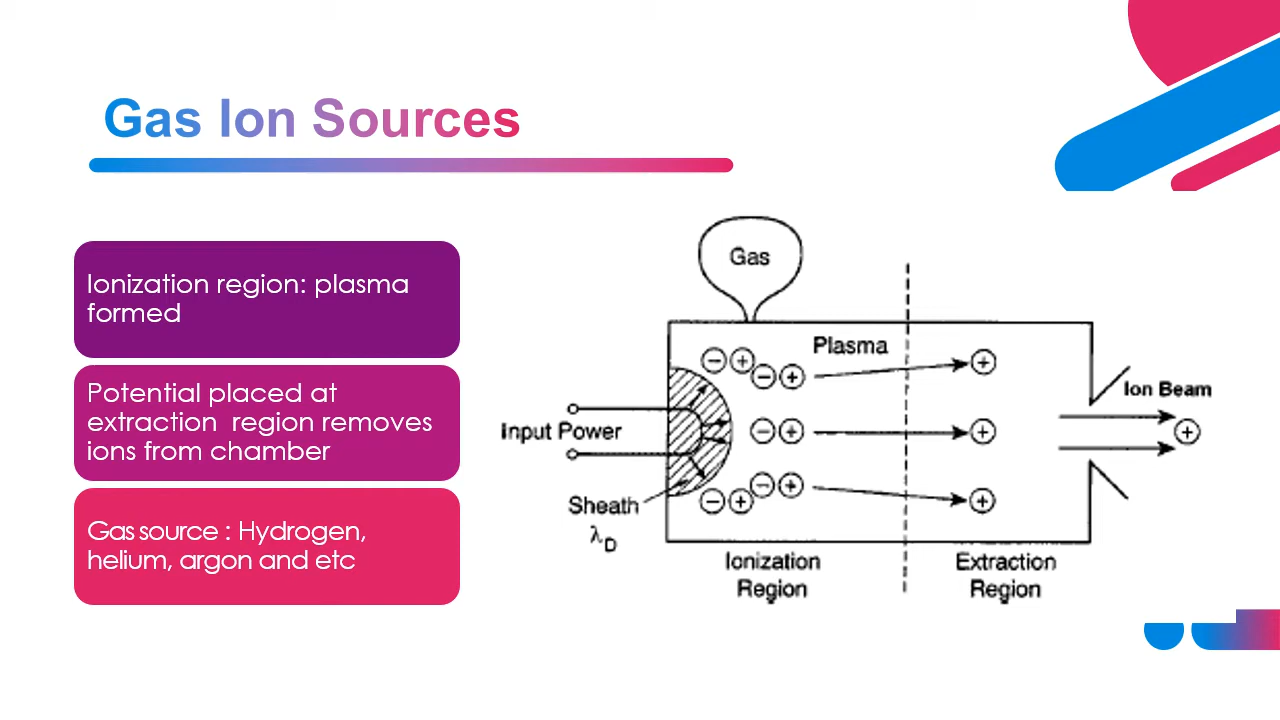 Gas Ion Sources
Ionization region: plasma
formed
Potential placed at
extraction region removes
ions from chamber
Gas source : Hydrogen,
helium, argon and etc
Gas
Plasma
Ion Beam
Input Power
Sheath
λD
Ionization
Region
Extraction
Region